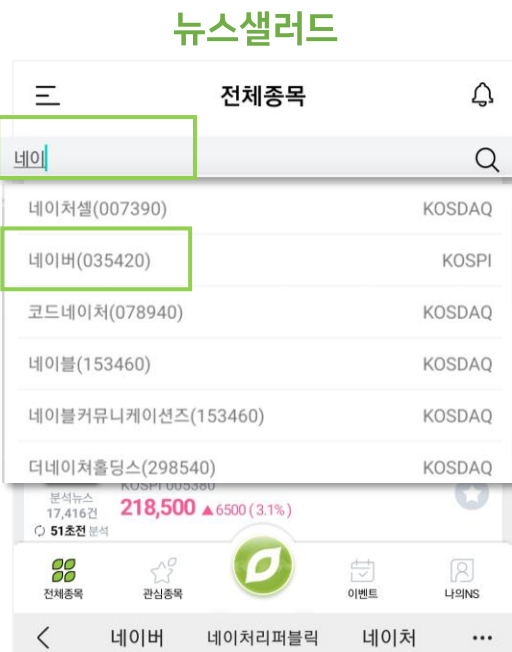 뉴스샐러드
전체종목
네이
네이처셀(007390) KOSDAQ
네이버(035420) KOSPI
코드네이처(078940) KOSDAQ
네이블(153460) KOSDAQ
네이블커뮤니케이션즈(153460) KOSDAQ
더네이쳐홀딩스(298540) KOSDAQ
KOSPI 005380
분석뉴스
17,416건
218,500 ▲6500 (3.1%)
51초전 분석
전체종목 관심종목 이벤트 나의NS
네이버 네이처리퍼블릭 네이처